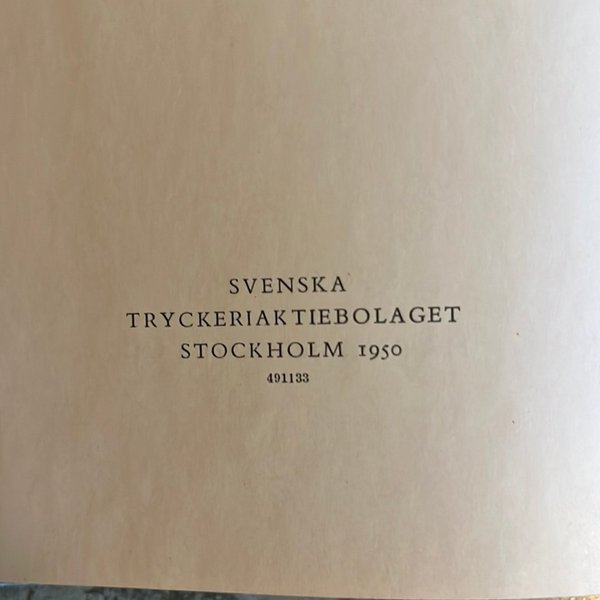 SVENSKA
TRYCKERIAKTIEBOLAGET
STOCKHOLM 1950
491133